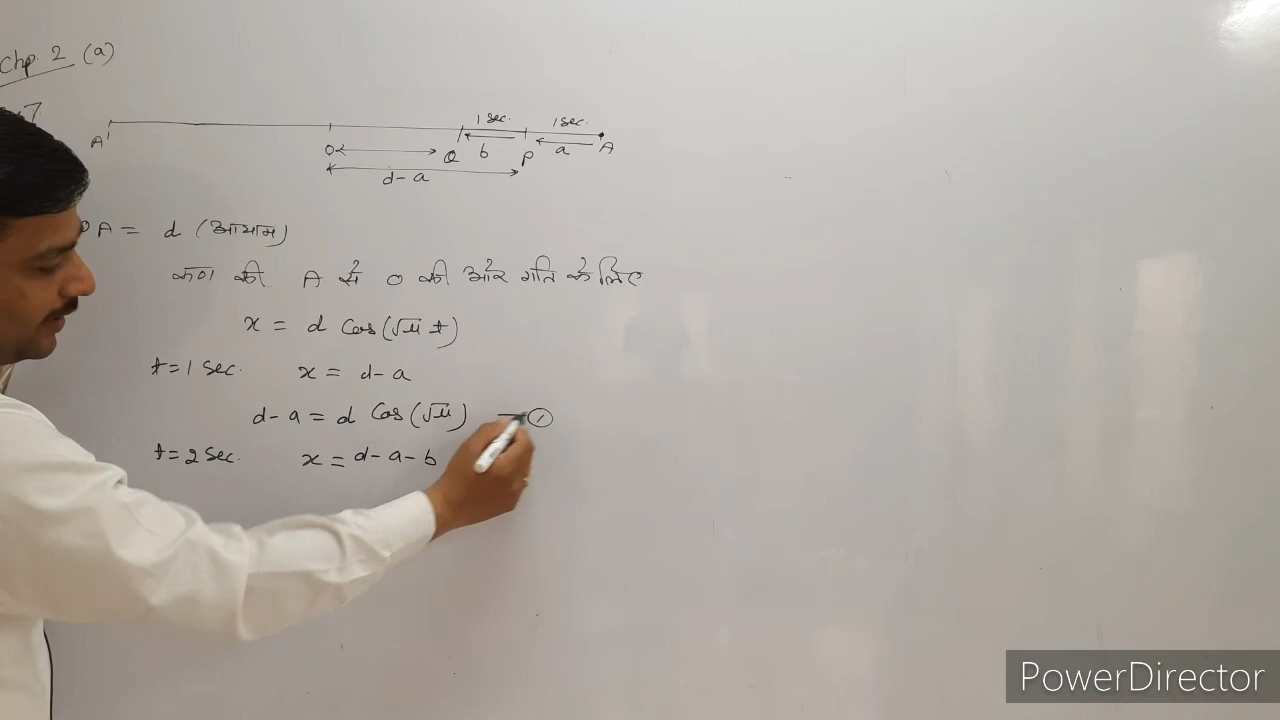 Chp. 2 (a)
7
1 sec. 1 sec.
A' O Q b P a A
d-a
A = d (आयाम)
कण की A से O की ओर गति के लिए
x = d Cos(√μ t)
t=1 Sec. x = d-a
d-a = d Cos(√μ) — ①
t=2 Sec. x = d-a-b
PowerDirector